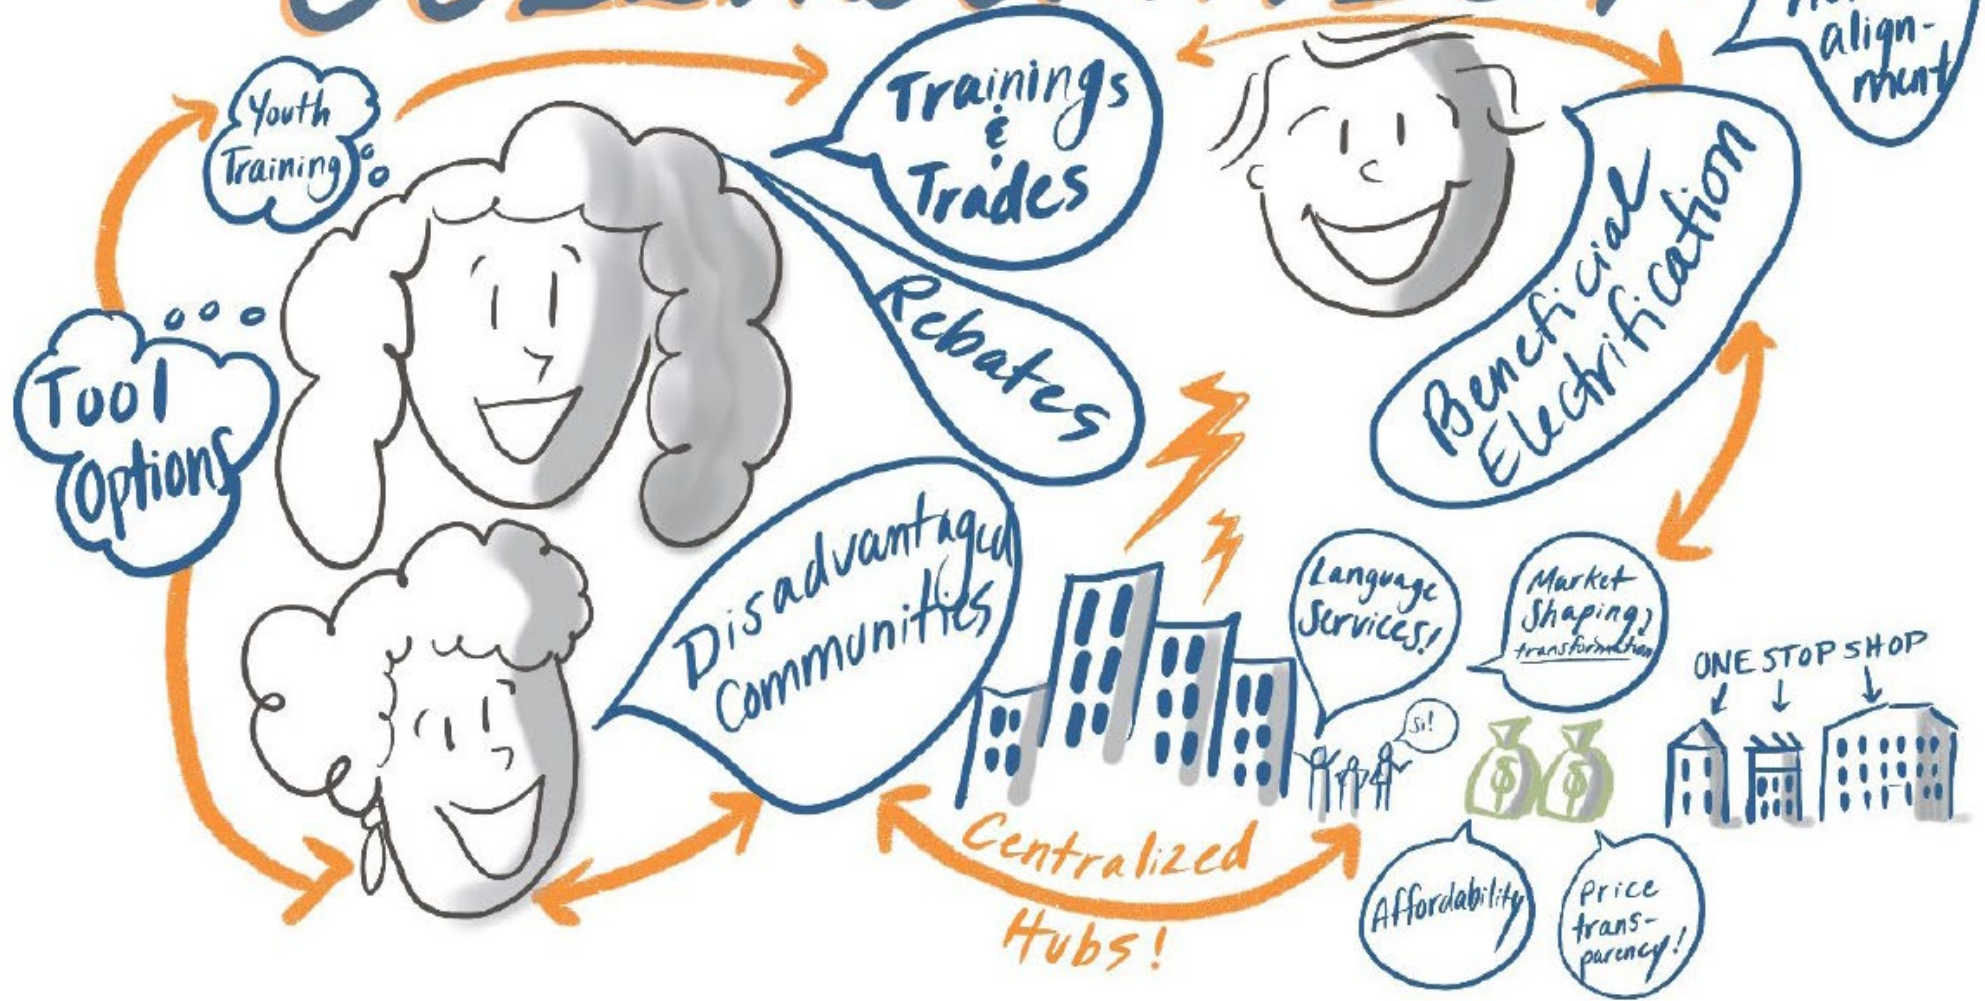 align-
ment
Youth
Training
Trainings
&
Trades
Rebates
Beneficial
Electrification
Tool
Options
Disadvantaged
Communities
Language
Services!
Market
Shaping &
transformation
ONE STOP SHOP
Si!
$ $
Centralized
Hubs!
Affordability
Price
trans-
parency!